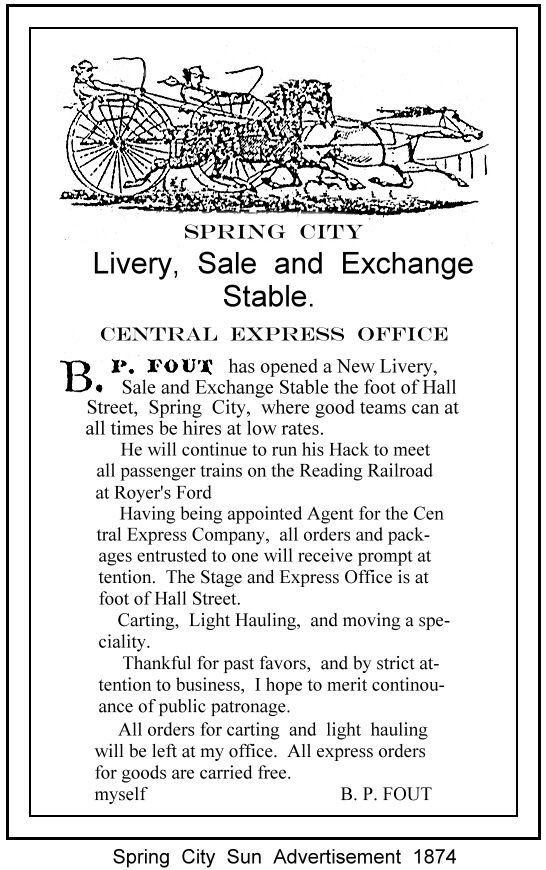 SPRING CITY
Livery, Sale and Exchange
Stable.
CENTRAL EXPRESS OFFICE
B. P. FOUT has opened a New Livery,
Sale and Exchange Stable the foot of Hall
Street, Spring City, where good teams can at
all times be hires at low rates.
He will continue to run his Hack to meet
all passenger trains on the Reading Railroad
at Royer's Ford
Having being appointed Agent for the Cen
tral Express Company, all orders and pack-
ages entrusted to one will receive prompt at
tention. The Stage and Express Office is at
foot of Hall Street.
Carting, Light Hauling, and moving a spe-
ciality.
Thankful for past favors, and by strict at-
tention to business, I hope to merit continou-
ance of public patronage.
All orders for carting and light hauling
will be left at my office. All express orders
for goods are carried free.
myself B. P. FOUT
Spring City Sun Advertisement 1874